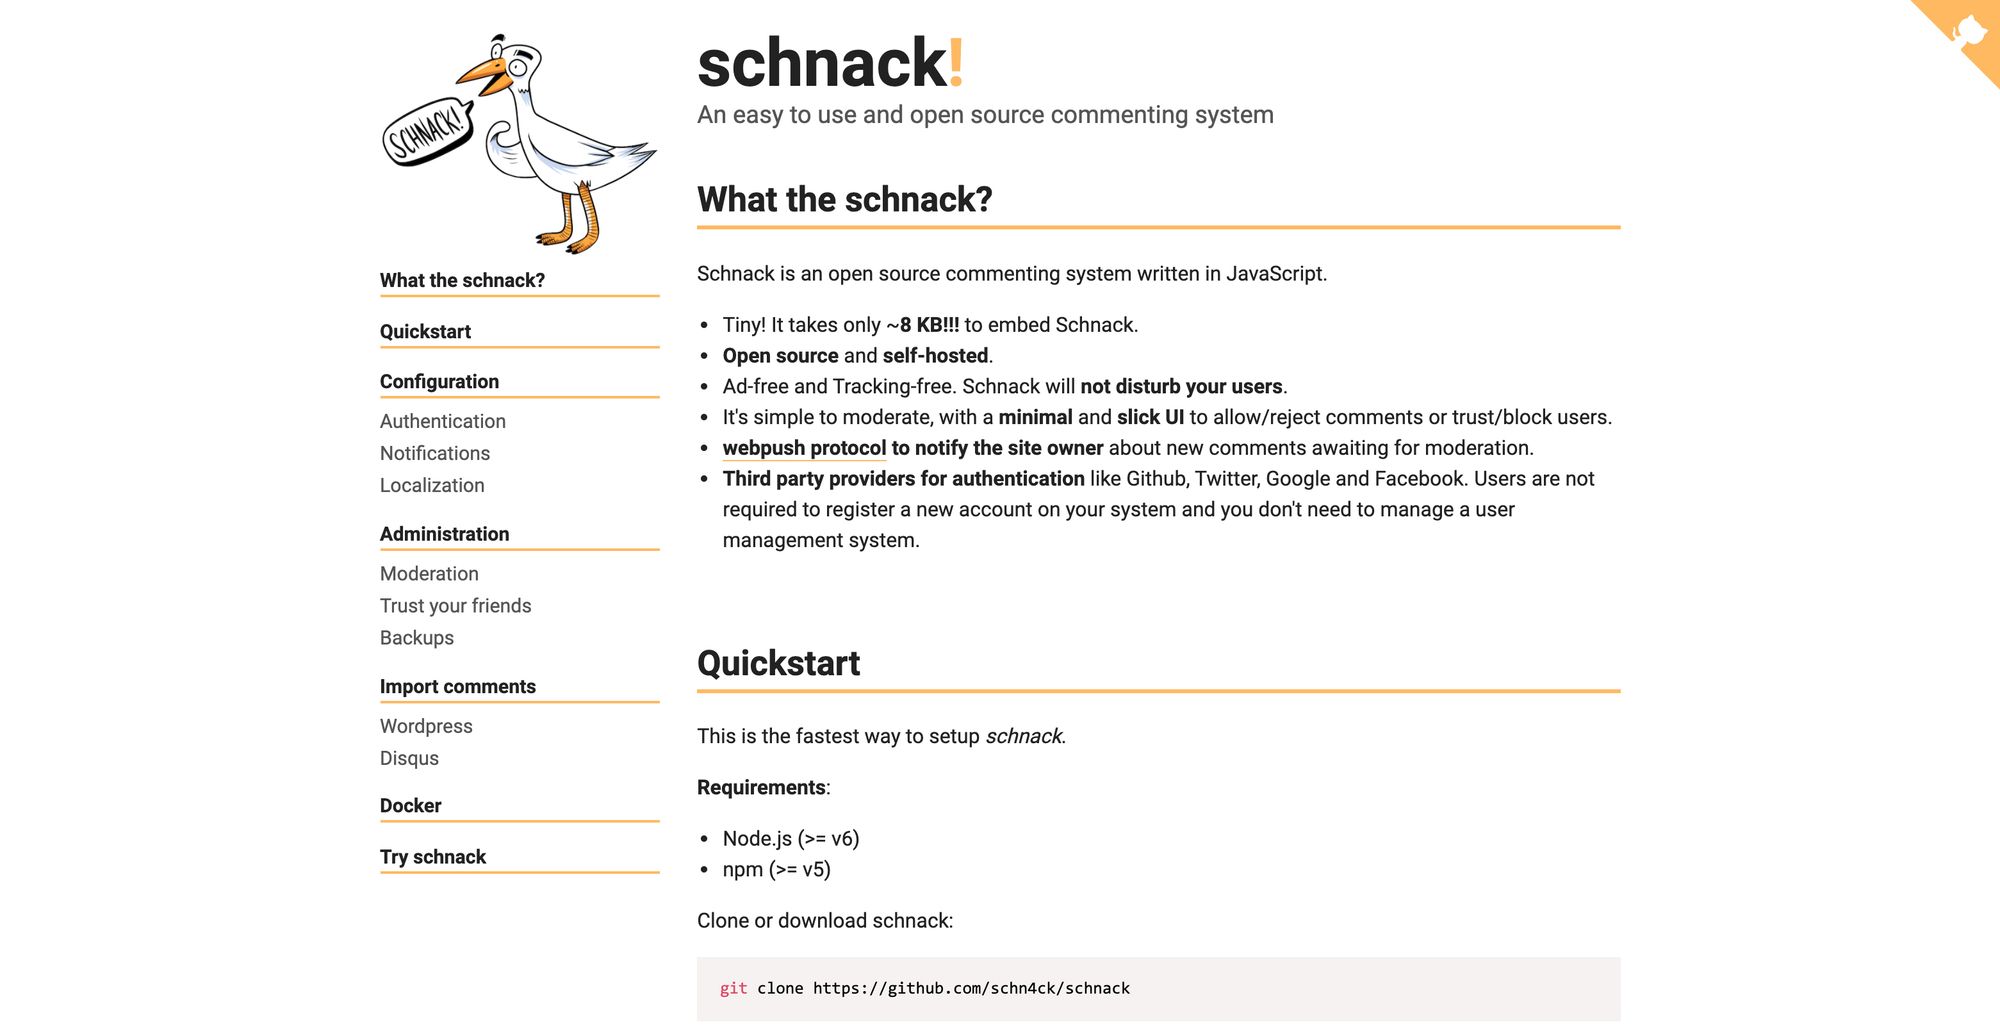 SCHNACK!
What the schnack?
Quickstart
Configuration
Authentication
Notifications
Localization
Administration
Moderation
Trust your friends
Backups
Import comments
Wordpress
Disqus
Docker
Try schnack
schnack!
An easy to use and open source commenting system
What the schnack?
Schnack is an open source commenting system written in JavaScript.
Tiny! It takes only ~8 KB!!! to embed Schnack.
Open source and self-hosted.
Ad-free and Tracking-free. Schnack will not disturb your users.
It's simple to moderate, with a minimal and slick UI to allow/reject comments or trust/block users.
webpush protocol to notify the site owner about new comments awaiting for moderation.
Third party providers for authentication like Github, Twitter, Google and Facebook. Users are not
required to register a new account on your system and you don't need to manage a user
management system.
Quickstart
This is the fastest way to setup schnack.
Requirements:
Node.js (>= v6)
npm (>= v5)
Clone or download schnack:
git clone https://github.com/schn4ck/schnack